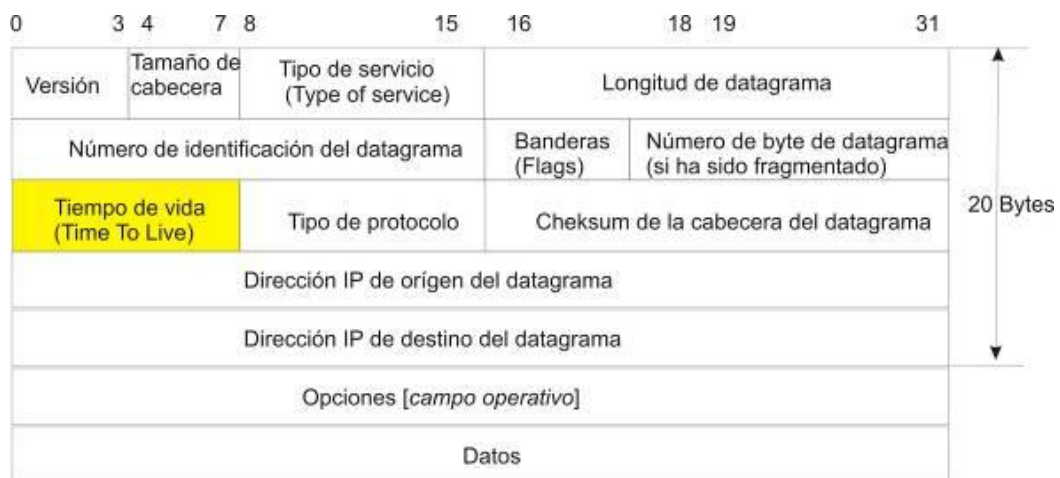 0 3 4 7 8 15 16 18 19 31
Versión
Tamaño de
cabecera
Tipo de servicio
(Type of service)
Longitud de datagrama
Número de identificación del datagrama
Banderas
(Flags)
Número de byte de datagrama
(si ha sido fragmentado)
Tiempo de vida
(Time To Live)
Tipo de protocolo
Cheksum de la cabecera del datagrama
20 Bytes
Dirección IP de orígen del datagrama
Dirección IP de destino del datagrama
Opciones [campo operativo]
Datos